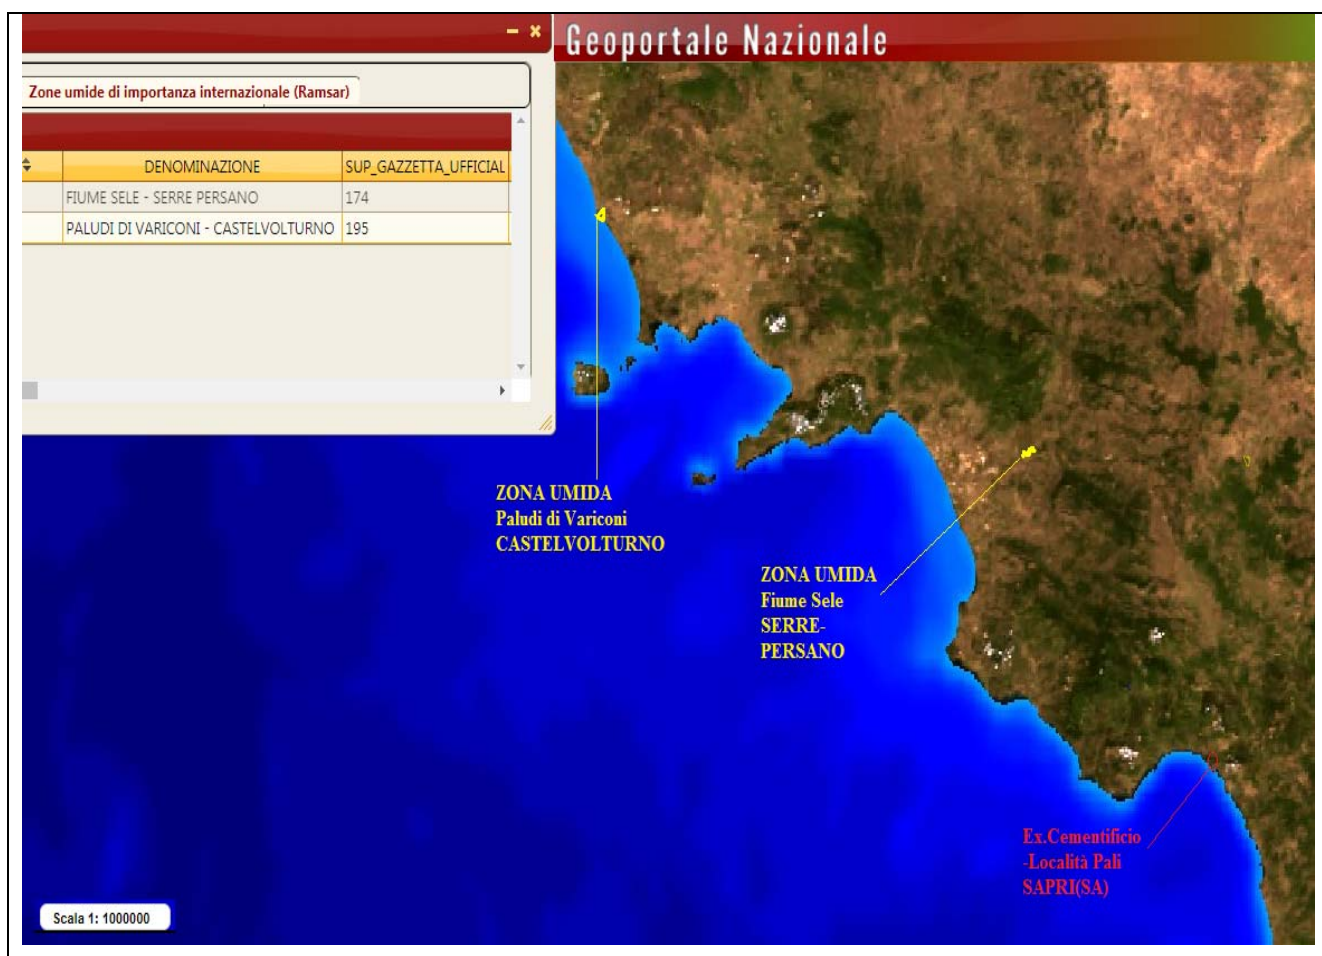 Geoportale Nazionale
Zone umide di importanza internazionale (Ramsar)
DENOMINAZIONE SUP_GAZZETTA_UFFICIAL
FIUME SELE - SERRE PERSANO 174
PALUDI DI VARICONI - CASTELVOLTURNO 195
ZONA UMIDA
Paludi di Variconi
CASTELVOLTURNO
ZONA UMIDA
Fiume Sele
SERRE-
PERSANO
Ex.Cementificio
-Località Pali
SAPRI(SA)
Scala 1: 1000000